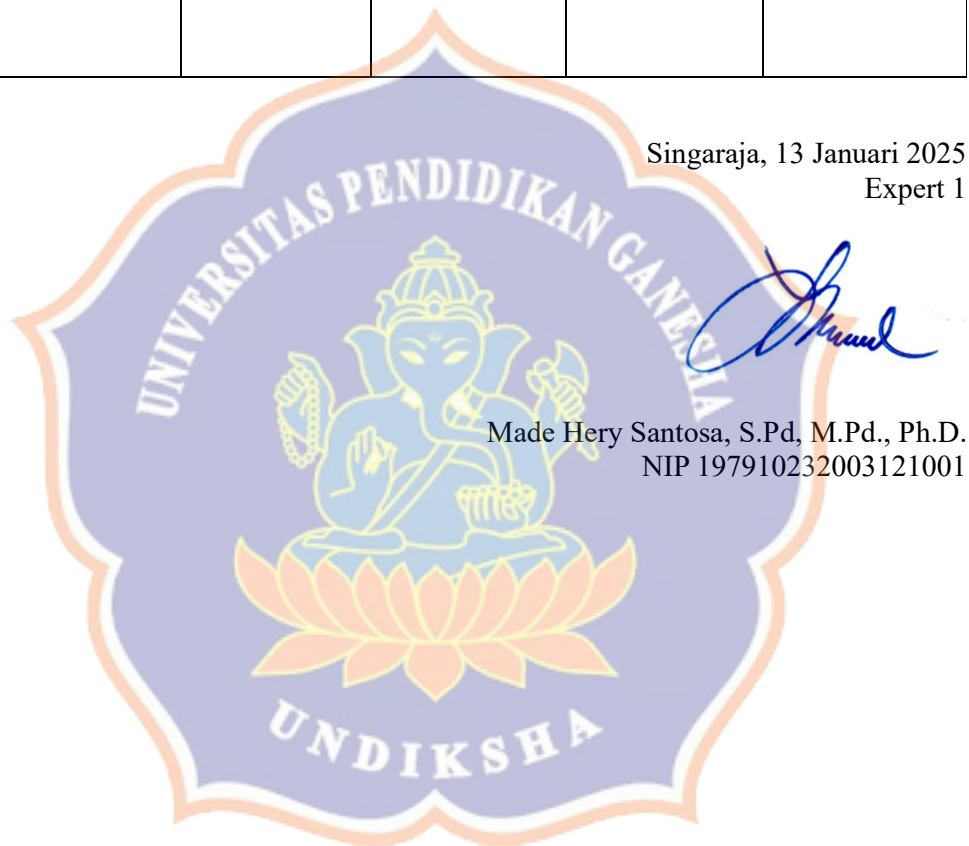 Singaraja, 13 Januari 2025
Expert 1
UNIVERSITAS PENDIDIKAN GANESHA
Made Hery Santosa, S.Pd, M.Pd., Ph.D.
NIP 197910232003121001
UNDIKSHA